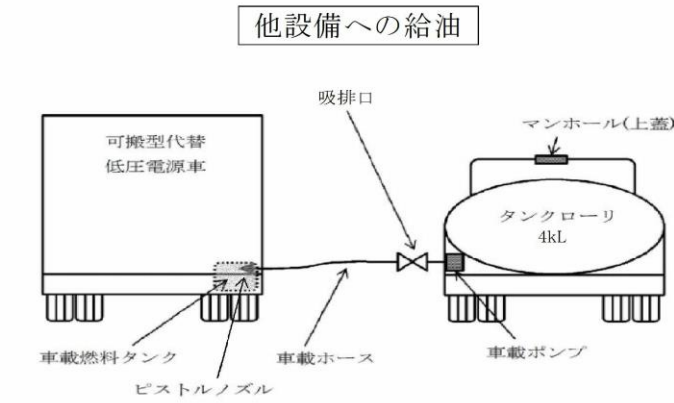 他設備への給油
吸排口
マンホール(上蓋)
可搬型代替
低圧電源車
タンクローリ
4kL
車載燃料タンク
車載ホース
車載ポンプ
ピストルノズル